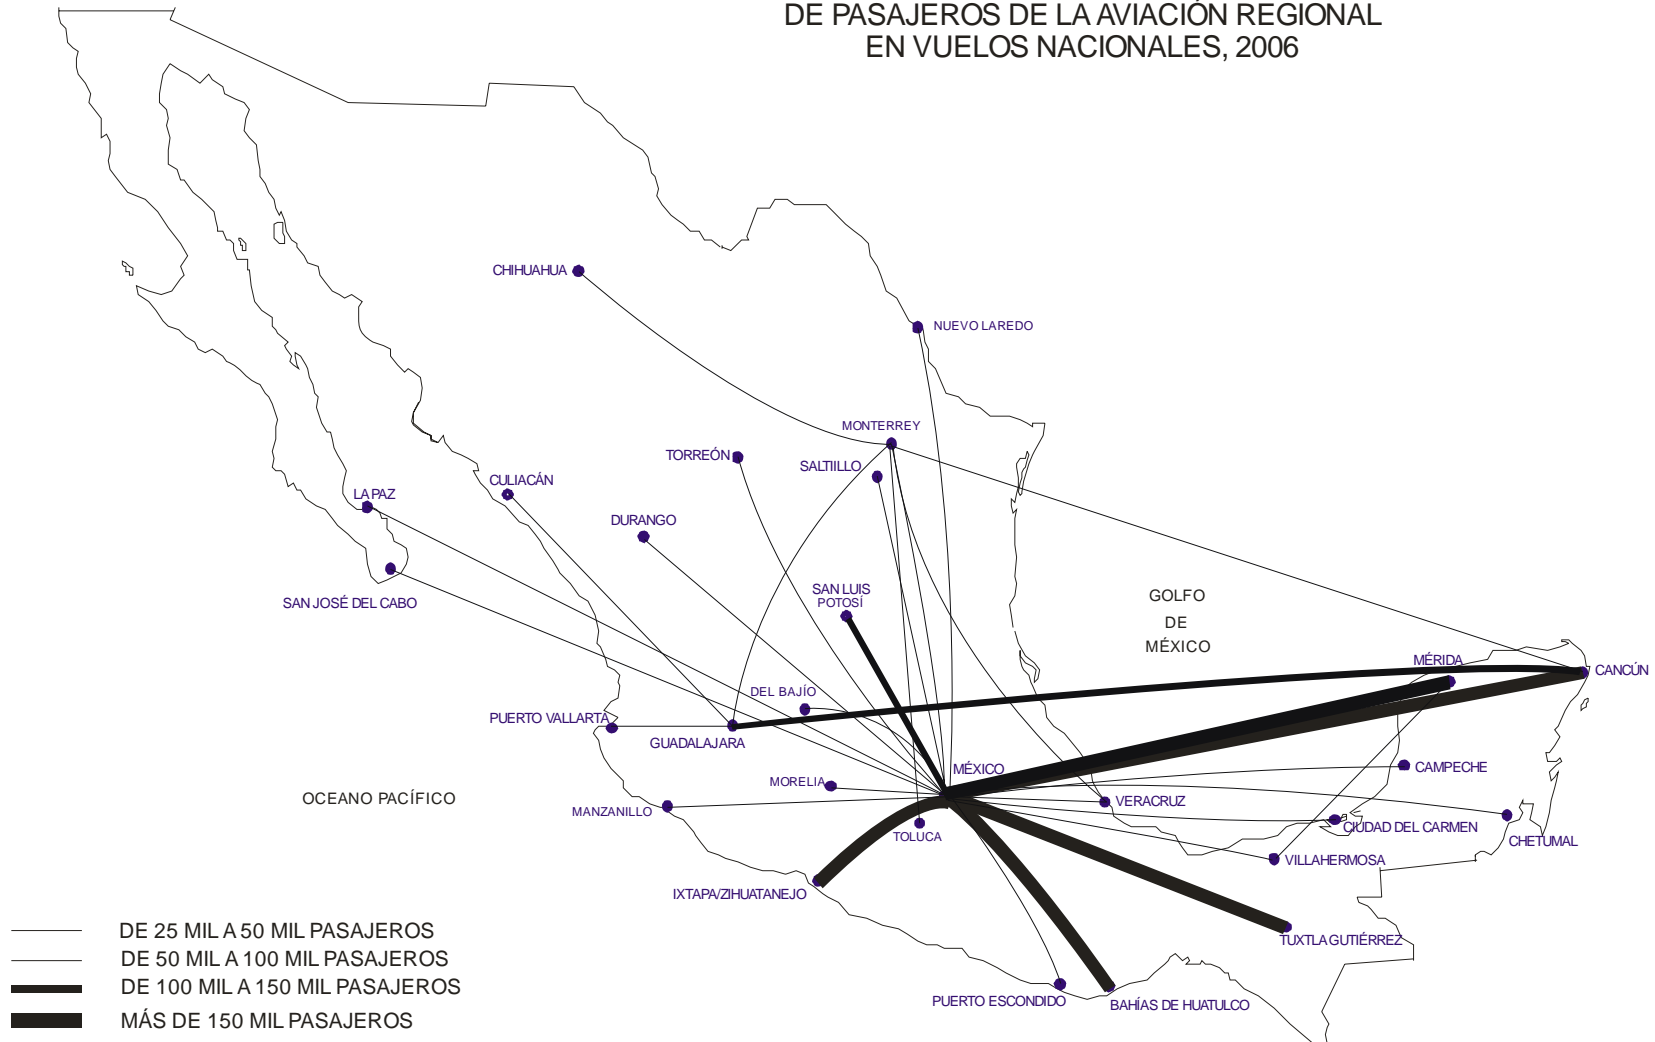 DE PASAJEROS DE LA AVIACIÓN REGIONAL
EN VUELOS NACIONALES, 2006
CHIHUAHUA
NUEVO LAREDO
MONTERREY
TORREÓN
SALTIILLO
CULIACÁN
LA PAZ
DURANGO
SAN LUIS
POTOSÍ
SAN JOSÉ DEL CABO
GOLFO
DE
MÉXICO
MÉRIDA
CANCÚN
DEL BAJÍO
PUERTO VALLARTA
GUADALAJARA
MÉXICO
CAMPECHE
MORELIA
OCEANO PACÍFICO
MANZANILLO
VERACRUZ
CIUDAD DEL CARMEN
TOLUCA
CHETUMAL
VILLAHERMOSA
IXTAPA/ZIHUATANEJO
TUXTLA GUTIÉRREZ
PUERTO ESCONDIDO
BAHÍAS DE HUATULCO
DE 25 MIL A 50 MIL PASAJEROS
DE 50 MIL A 100 MIL PASAJEROS
DE 100 MIL A 150 MIL PASAJEROS
MÁS DE 150 MIL PASAJEROS